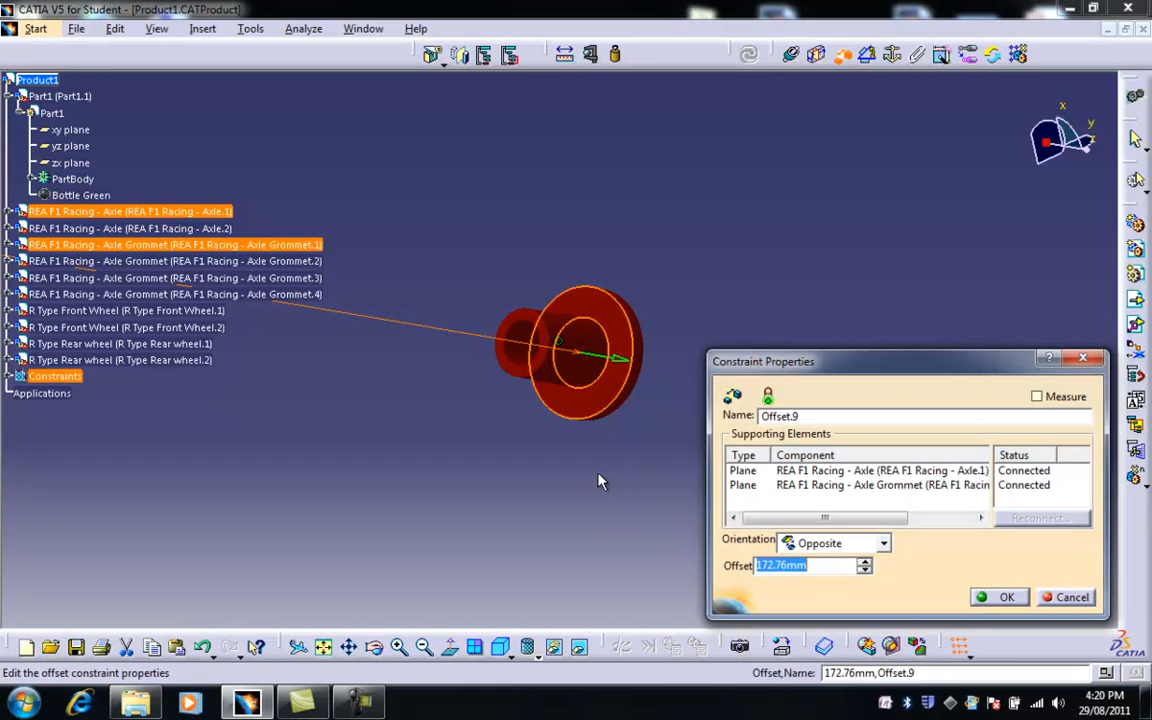 CATIA V5 for Student - [Product1.CATProduct]
Start File Edit View Insert Tools Analyze Window Help
Product1
Part1 (Part1.1)
Part1
xy plane
yz plane
zx plane
PartBody
Bottle Green
REA F1 Racing - Axle (REA F1 Racing - Axle.1)
REA F1 Racing - Axle (REA F1 Racing - Axle.2)
REA F1 Racing - Axle Grommet (REA F1 Racing - Axle Grommet.1)
REA F1 Racing - Axle Grommet (REA F1 Racing - Axle Grommet.2)
REA F1 Racing - Axle Grommet (REA F1 Racing - Axle Grommet.3)
REA F1 Racing - Axle Grommet (REA F1 Racing - Axle Grommet.4)
R Type Front Wheel (R Type Front Wheel.1)
R Type Front Wheel (R Type Front Wheel.2)
R Type Rear wheel (R Type Rear wheel.1)
R Type Rear wheel (R Type Rear wheel.2)
Constraints
Applications
x
y
z
Constraint Properties
Measure
Name: Offset.9
Supporting Elements
Type Component Status
Plane REA F1 Racing - Axle (REA F1 Racing - Axle.1) Connected
Plane REA F1 Racing - Axle Grommet (REA F1 Racin Connected
Reconnect...
Orientation Opposite
Offset 172.76mm
OK Cancel
CATIA
Edit the offset constraint properties Offset,Name: 172.76mm,Offset.9
4:20 PM
29/08/2011